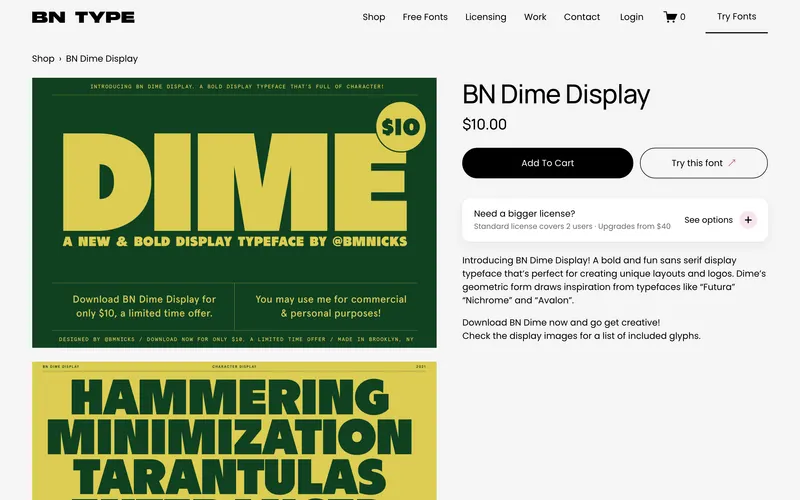 BN TYPE
Shop Free Fonts Licensing Work Contact Login 0 Try Fonts
Shop › BN Dime Display
INTRODUCING BN DIME DISPLAY. A BOLD DISPLAY TYPEFACE THAT'S FULL OF CHARACTER!
$10
DIME
A NEW & BOLD DISPLAY TYPEFACE BY @BMNICKS
Download BN Dime Display for
only $10, a limited time offer.
You may use me for commercial
& personal purposes!
DESIGNED BY @BMNICKS / DOWNLOAD NOW FOR ONLY $10, A LIMITED TIME OFFER / MADE IN BROOKLYN, NY
BN DIME DISPLAY CHARACTER DISPLAY 2021
HAMMERING
MINIMIZATION
TARANTULAS
BN Dime Display
$10.00
Add To Cart
Try this font ↗
Need a bigger license?
Standard license covers 2 users · Upgrades from $40
See options +
Introducing BN Dime Display! A bold and fun sans serif display
typeface that's perfect for creating unique layouts and logos. Dime's
geometric form draws inspiration from typefaces like “Futura”
“Nichrome” and “Avalon”.
Download BN Dime now and go get creative!
Check the display images for a list of included glyphs.